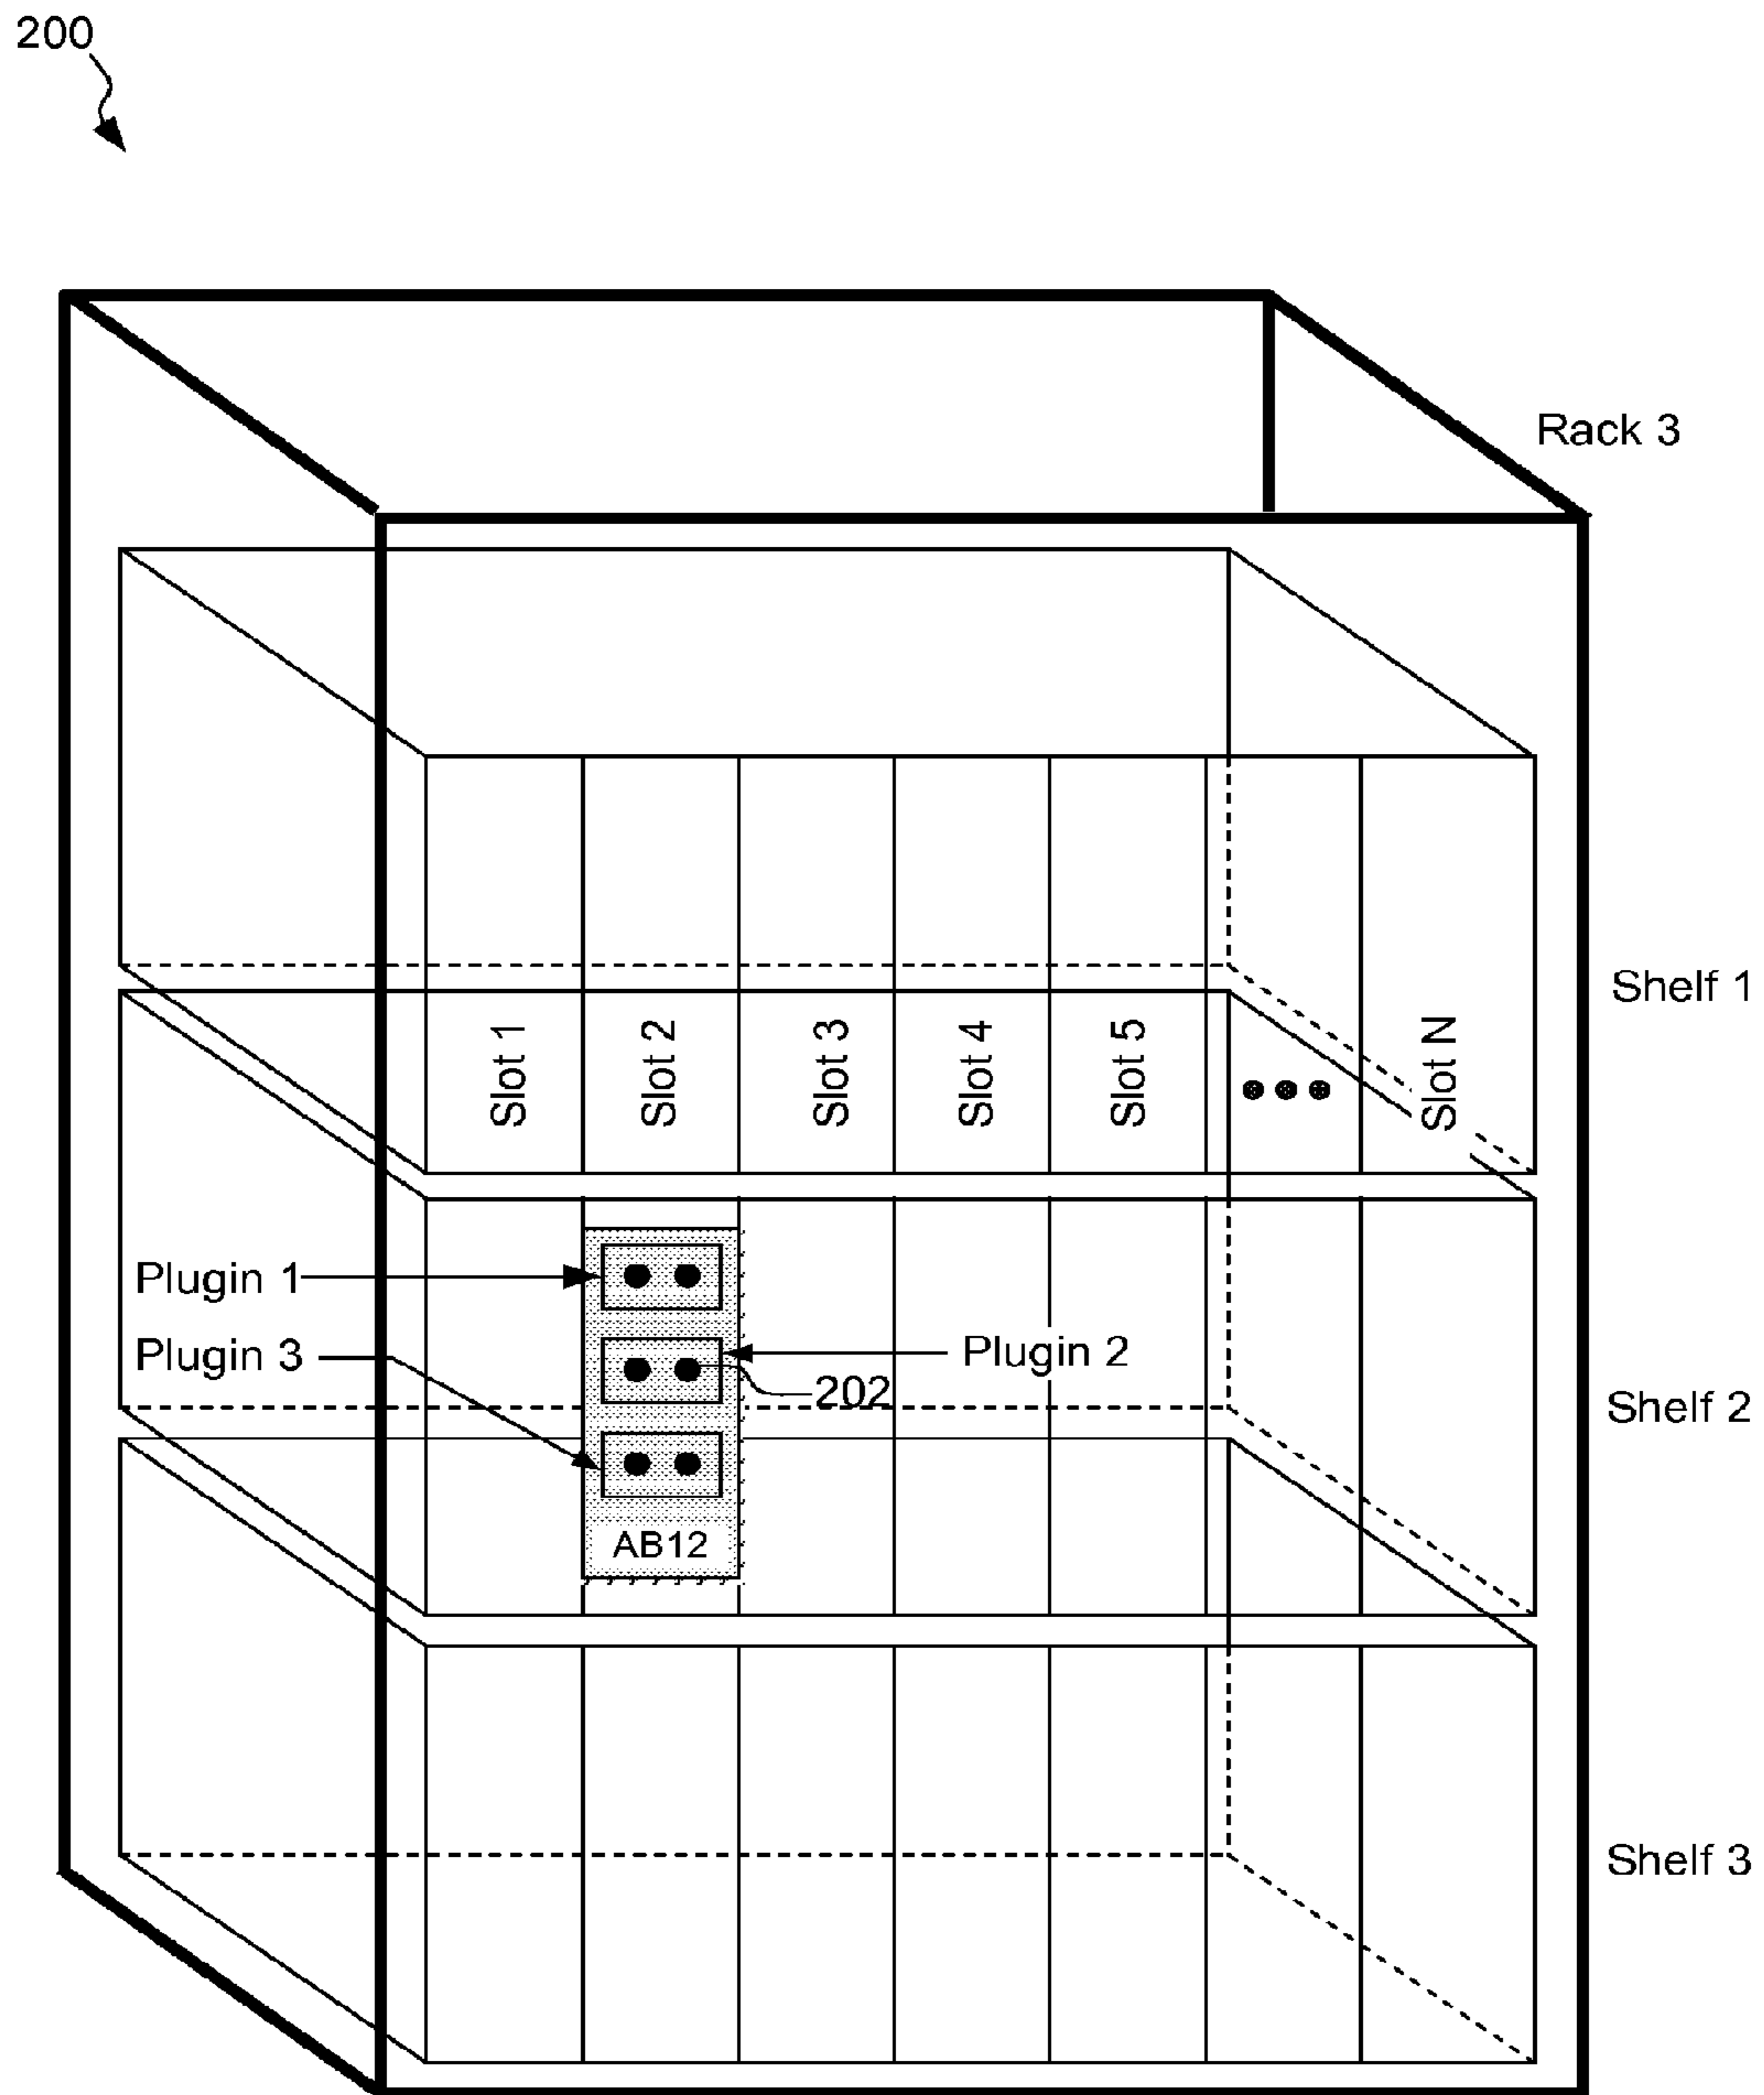 200
Rack 3
Shelf 1
Slot 1
Slot 2
Slot 3
Slot 4
Slot 5
Slot N
Plugin 1
Plugin 3
Plugin 2
202
Shelf 2
AB12
Shelf 3